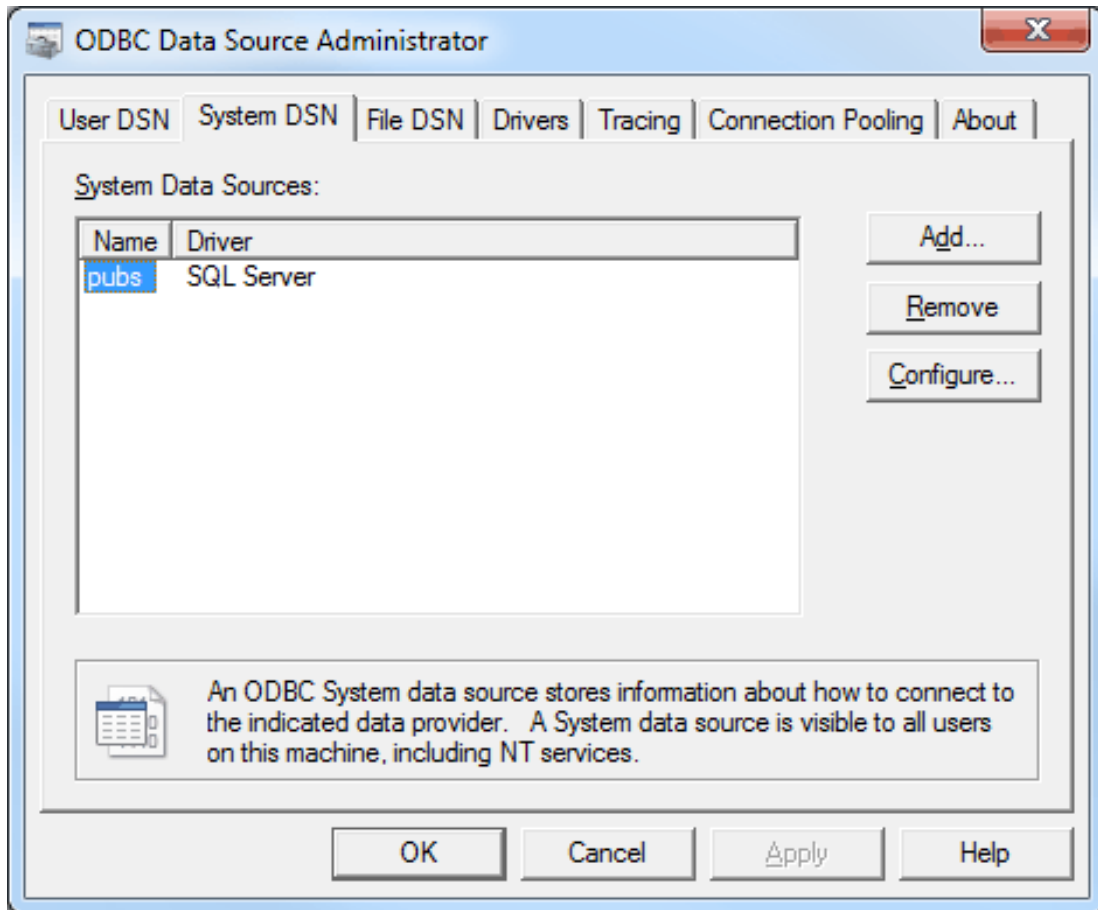 ODBC Data Source Administrator
User DSN System DSN File DSN Drivers Tracing Connection Pooling About
System Data Sources:
Name Driver
pubs SQL Server
Add...
Remove
Configure...
An ODBC System data source stores information about how to connect to
the indicated data provider. A System data source is visible to all users
on this machine, including NT services.
OK Cancel Apply Help